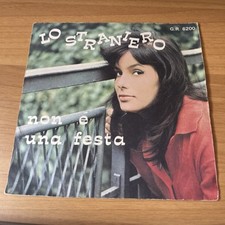 LO STRANIERO
G.R. 6200
non è
una festa